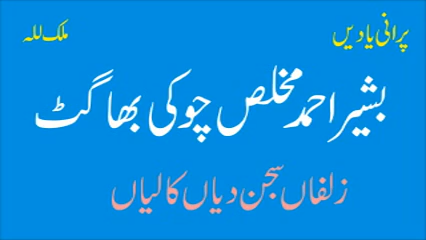 پرانی یادیں ملک للہ
بشیر احمد مخلص چوکی بھاگٹ
زلفاں سجن دیاں کالیاں